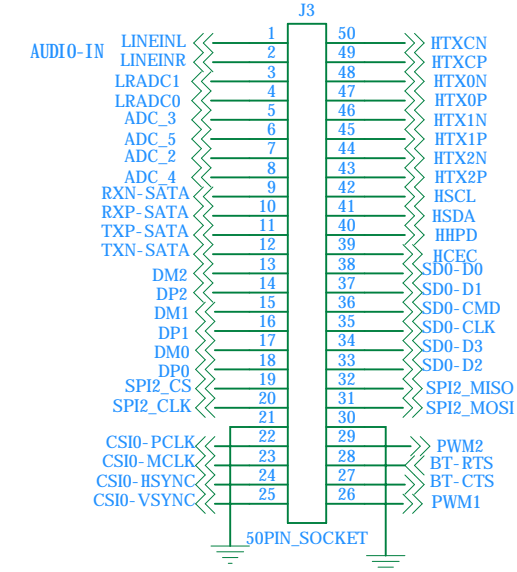 J3
AUDIO-IN
LINEINL 1 50 HTXCN
LINEINR 2 49 HTXCP
LRADC1 3 48 HTX0N
LRADC0 4 47 HTX0P
ADC_3 5 46 HTX1N
ADC_5 6 45 HTX1P
ADC_2 7 44 HTX2N
ADC_4 8 43 HTX2P
RXN-SATA 9 42 HSCL
RXP-SATA 10 41 HSDA
TXP-SATA 11 40 HHPD
TXN-SATA 12 39 HCEC
DM2 13 38 SD0-D0
DP2 14 37 SD0-D1
DM1 15 36 SD0-CMD
DP1 16 35 SD0-CLK
DM0 17 34 SD0-D3
DP0 18 33 SD0-D2
SPI2_CS 19 32 SPI2_MISO
SPI2_CLK 20 31 SPI2_MOSI
21 30
CSI0-PCLK 22 29 PWM2
CSI0-MCLK 23 28 BT-RTS
CSI0-HSYNC 24 27 BT-CTS
CSI0-VSYNC 25 26 PWM1
50PIN_SOCKET